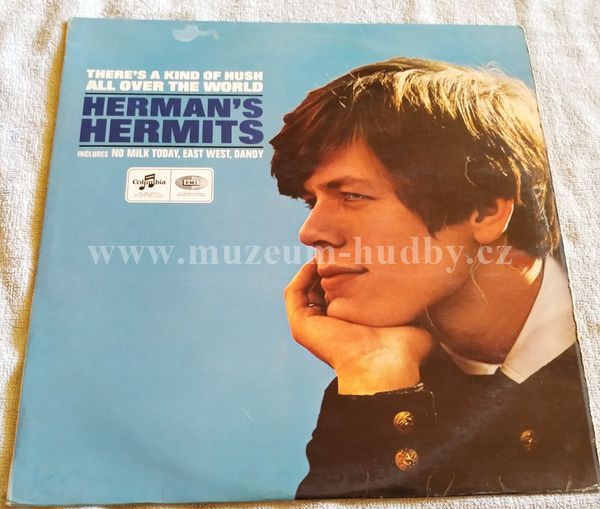 THERE'S A KIND OF HUSH
ALL OVER THE WORLD
HERMAN'S
HERMITS
INCLUDES NO MILK TODAY, EAST WEST, DANDY
Columbia
EMI
www.muzeum-hudby.cz